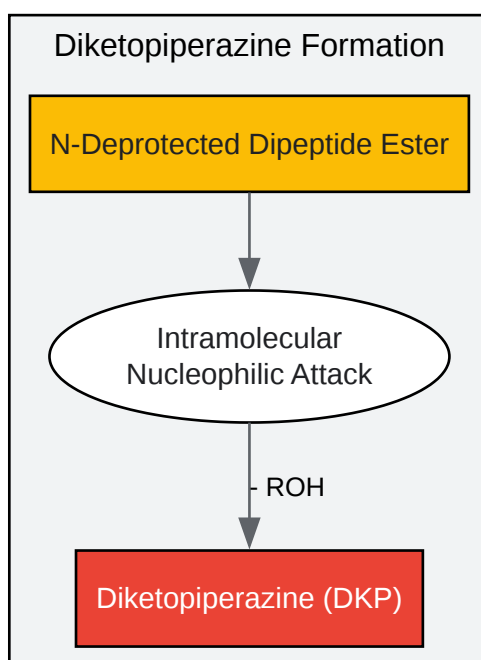 Diketopiperazine Formation
N-Deprotected Dipeptide Ester
Intramolecular
Nucleophilic Attack
- ROH
Diketopiperazine (DKP)